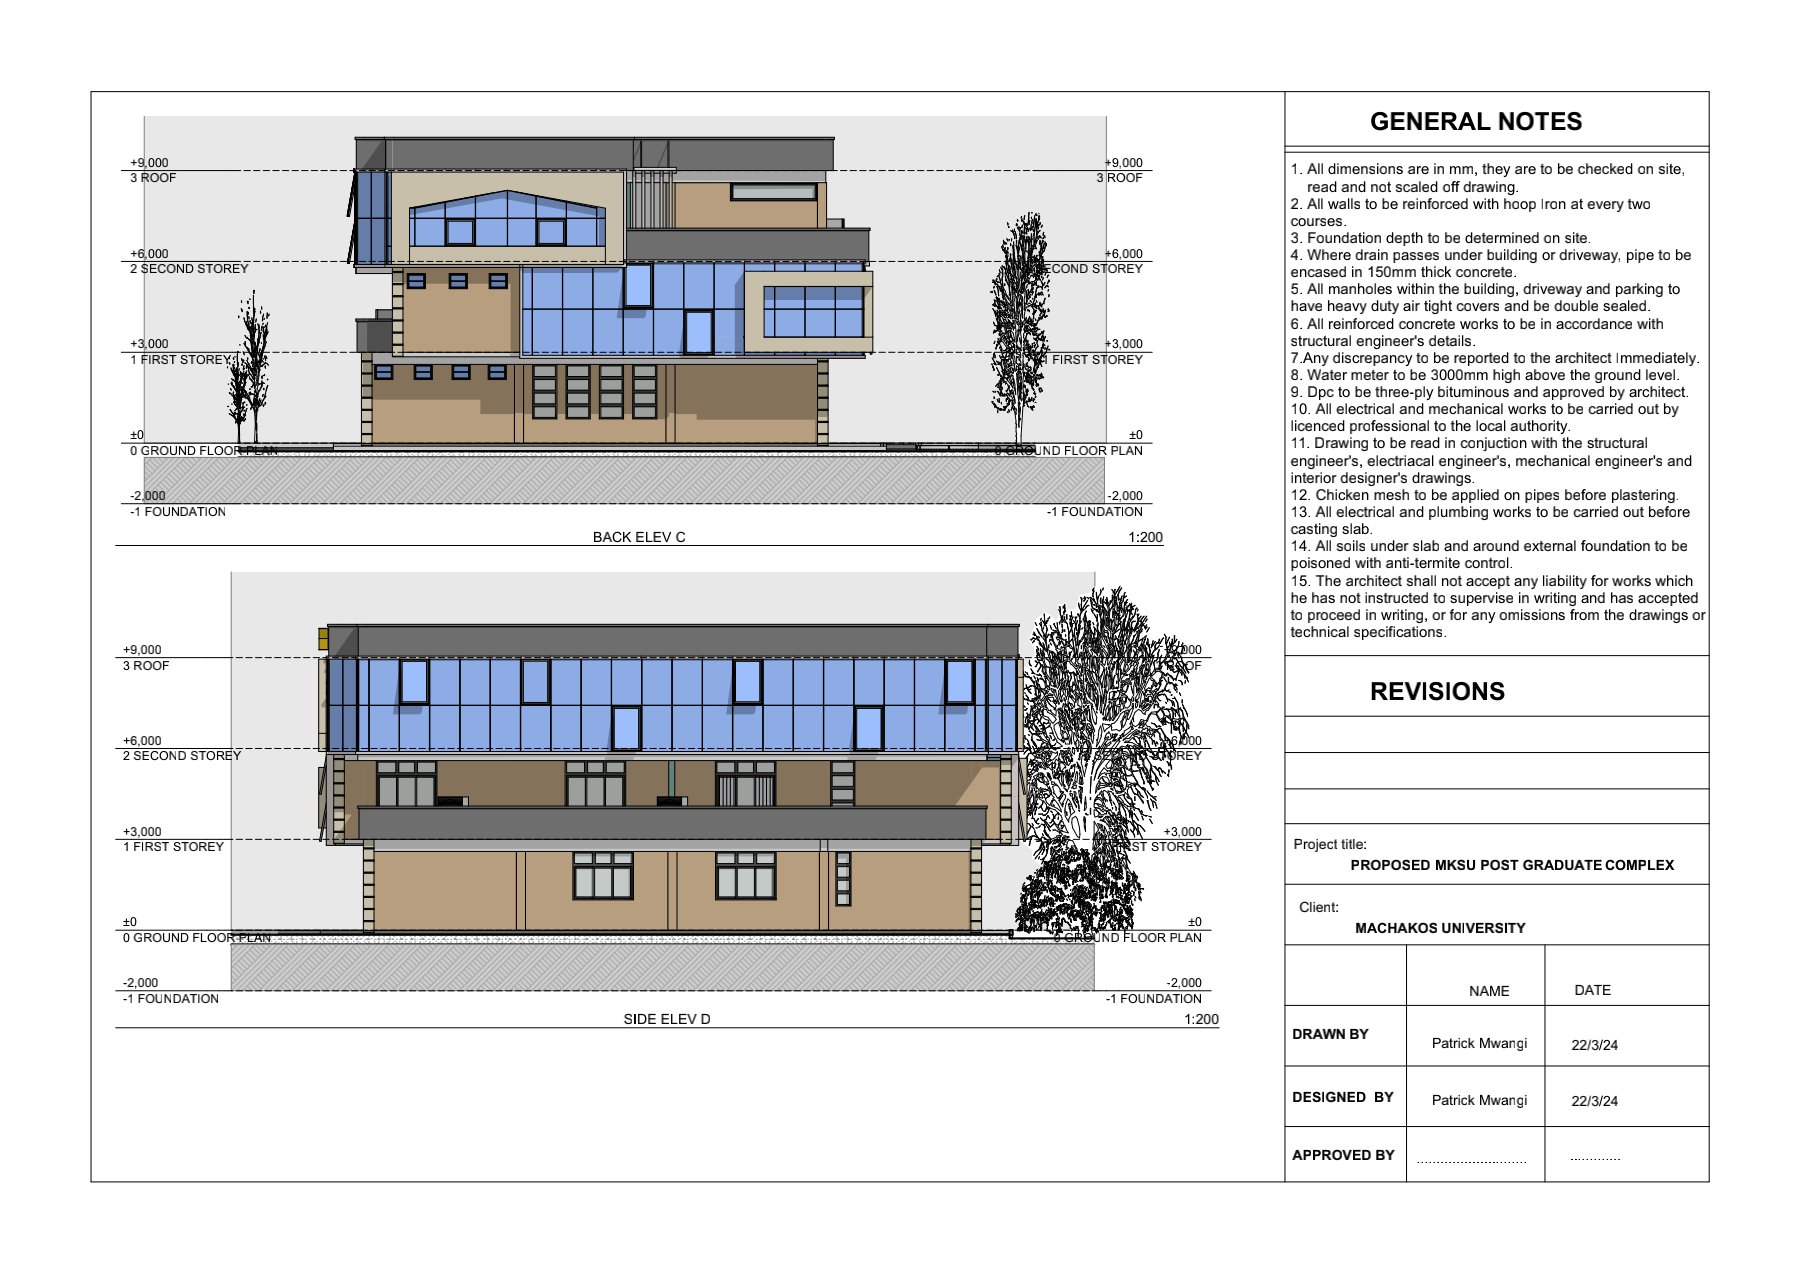 +9,000
3 ROOF
+9,000
3 ROOF
+6,000
2 SECOND STOREY
+6,000
SECOND STOREY
+3,000
1 FIRST STOREY
+3,000
1 FIRST STOREY
±0
0 GROUND FLOOR PLAN
±0
0 GROUND FLOOR PLAN
-2,000
-1 FOUNDATION
-2,000
-1 FOUNDATION
BACK ELEV C
1:200
+9,000
3 ROOF
+6,000
2 SECOND STOREY
+6,000
+3,000
1 FIRST STOREY
+3,000
±0
0 GROUND FLOOR PLAN
±0
0 GROUND FLOOR PLAN
-2,000
-1 FOUNDATION
-2,000
-1 FOUNDATION
SIDE ELEV D
1:200
GENERAL NOTES
1. All dimensions are in mm, they are to be checked on site,
read and not scaled off drawing.
2. All walls to be reinforced with hoop Iron at every two
courses.
3. Foundation depth to be determined on site.
4. Where drain passes under building or driveway, pipe to be
encased in 150mm thick concrete.
5. All manholes within the building, driveway and parking to
have heavy duty air tight covers and be double sealed.
6. All reinforced concrete works to be in accordance with
structural engineer's details.
7.Any discrepancy to be reported to the architect Immediately.
8. Water meter to be 3000mm high above the ground level.
9. Dpc to be three-ply bituminous and approved by architect.
10. All electrical and mechanical works to be carried out by
licenced professional to the local authority.
11. Drawing to be read in conjuction with the structural
engineer's, electriacal engineer's, mechanical engineer's and
interior designer's drawings.
12. Chicken mesh to be applied on pipes before plastering.
13. All electrical and plumbing works to be carried out before
casting slab.
14. All soils under slab and around external foundation to be
poisoned with anti-termite control.
15. The architect shall not accept any liability for works which
he has not instructed to supervise in writing and has accepted
to proceed in writing, or for any omissions from the drawings or
technical specifications.
REVISIONS
Project title:
PROPOSED MKSU POST GRADUATE COMPLEX
Client:
MACHAKOS UNIVERSITY
NAME DATE
DRAWN BY Patrick Mwangi 22/3/24
DESIGNED BY Patrick Mwangi 22/3/24
APPROVED BY ............................ .............